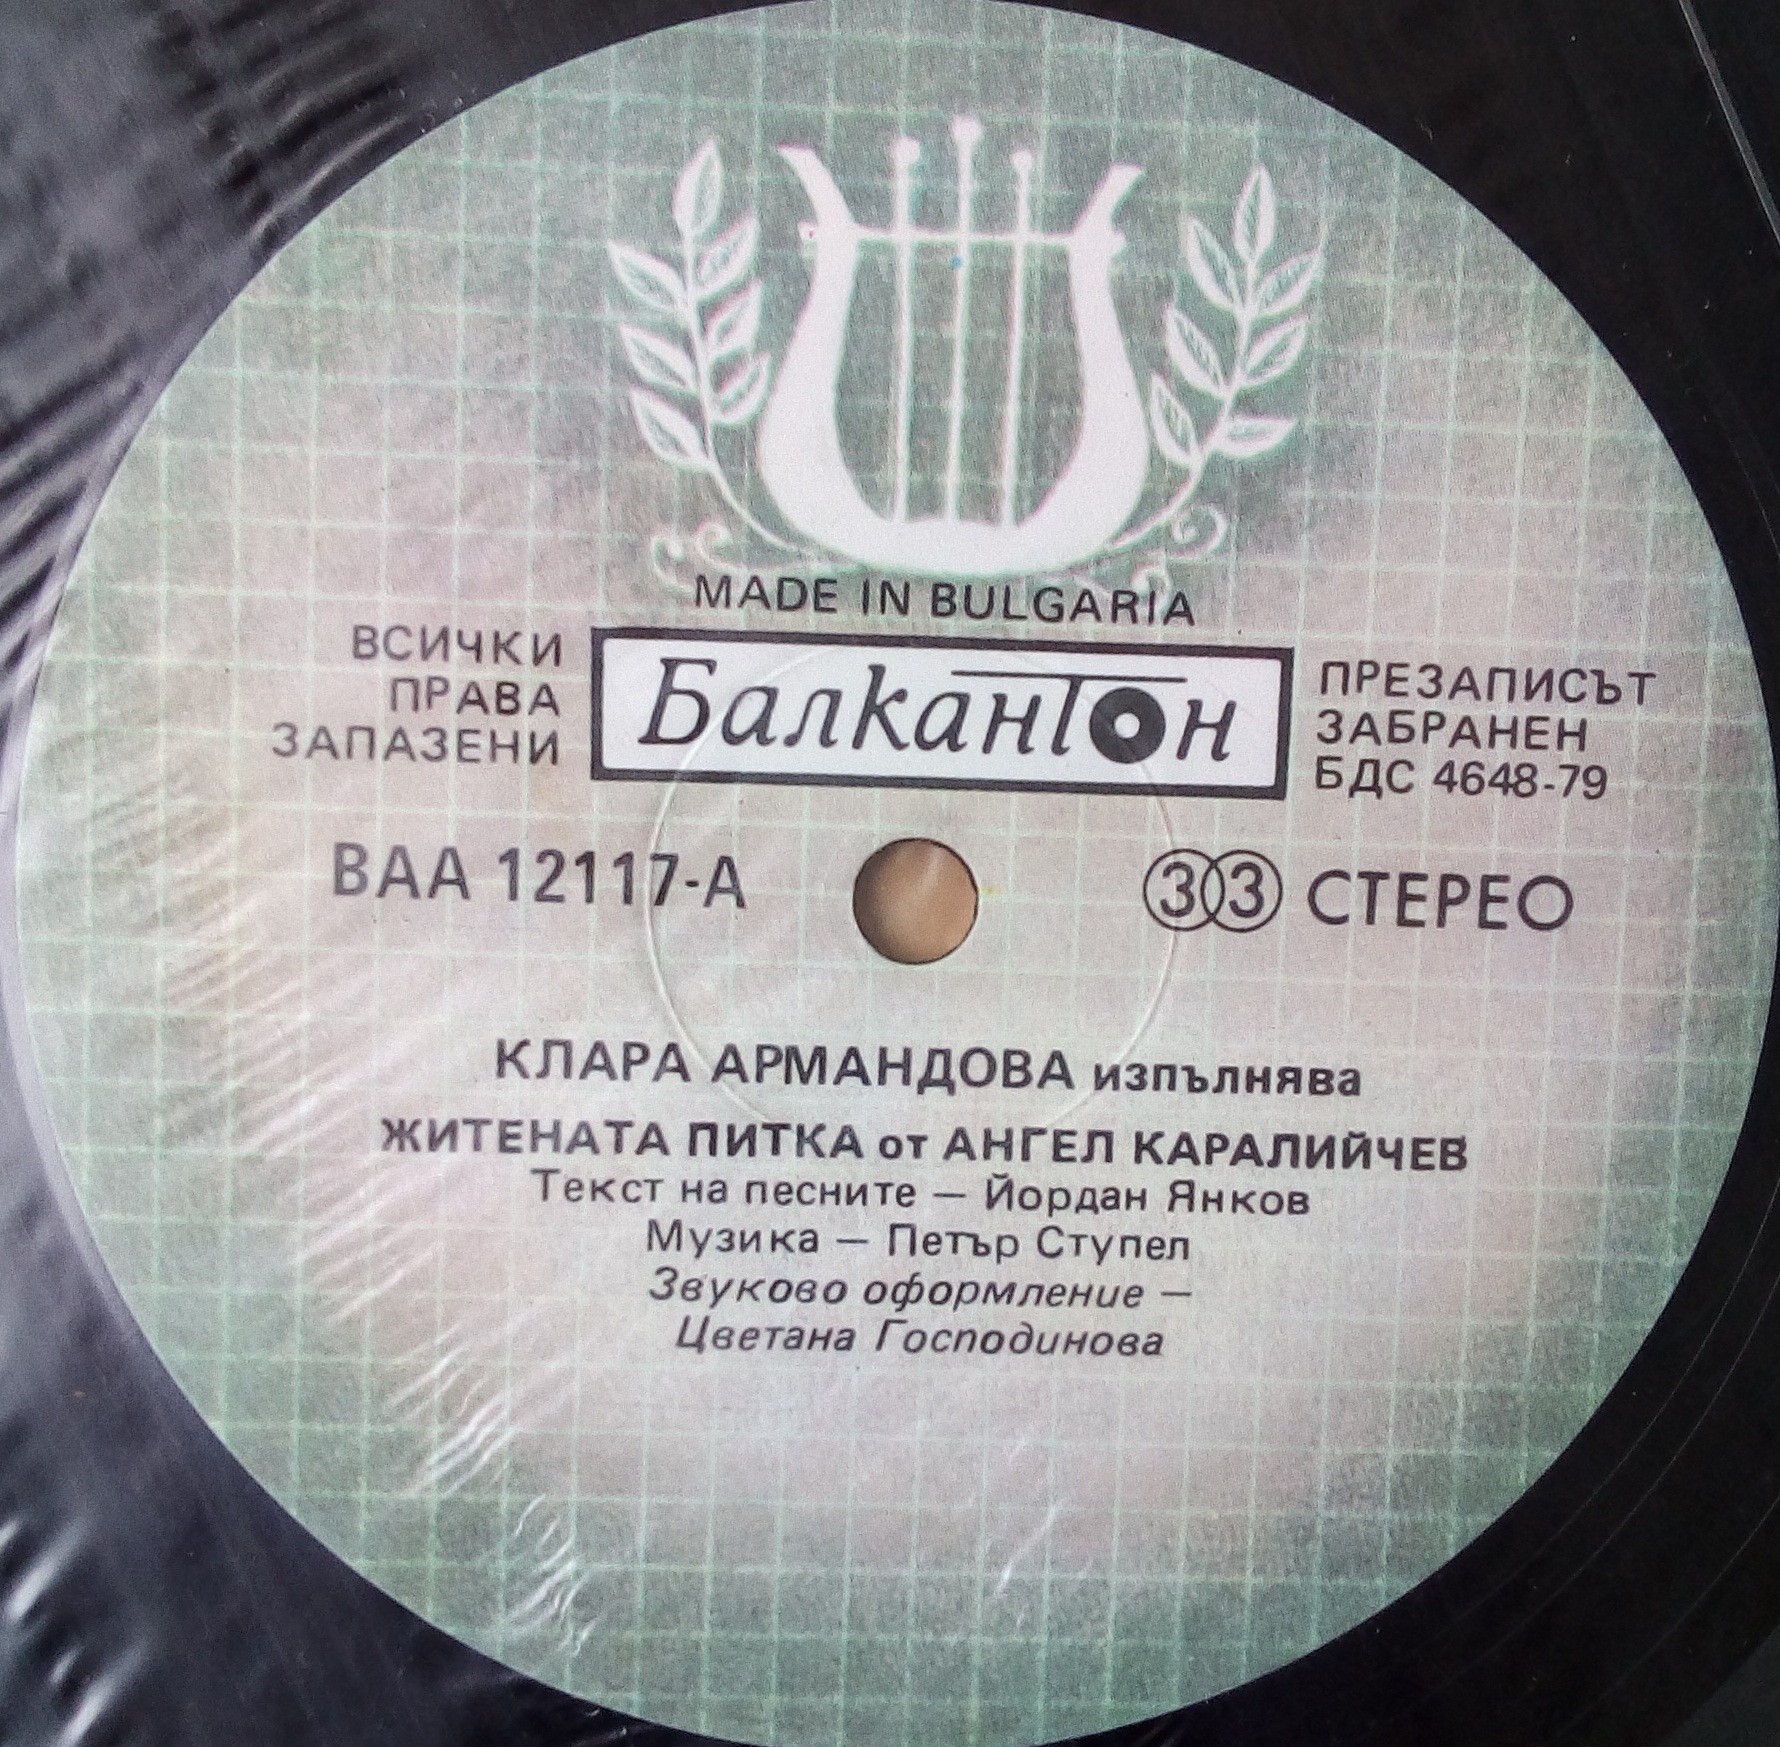 MADE IN BULGARIA
ВСИЧКИ
ПРАВА
ЗАПАЗЕНИ
Балкантон
ПРЕЗАПИСЪТ
ЗАБРАНЕН
БДС 4648-79
ВАА 12117-А
33 СТЕРЕО
КЛАРА АРМАНДОВА изпълнява
ЖИТЕНАТА ПИТКА от АНГЕЛ КАРАЛИЙЧЕВ
Текст на песните — Йордан Янков
Музика — Петър Ступел
Звуково оформление —
Цветана Господинова